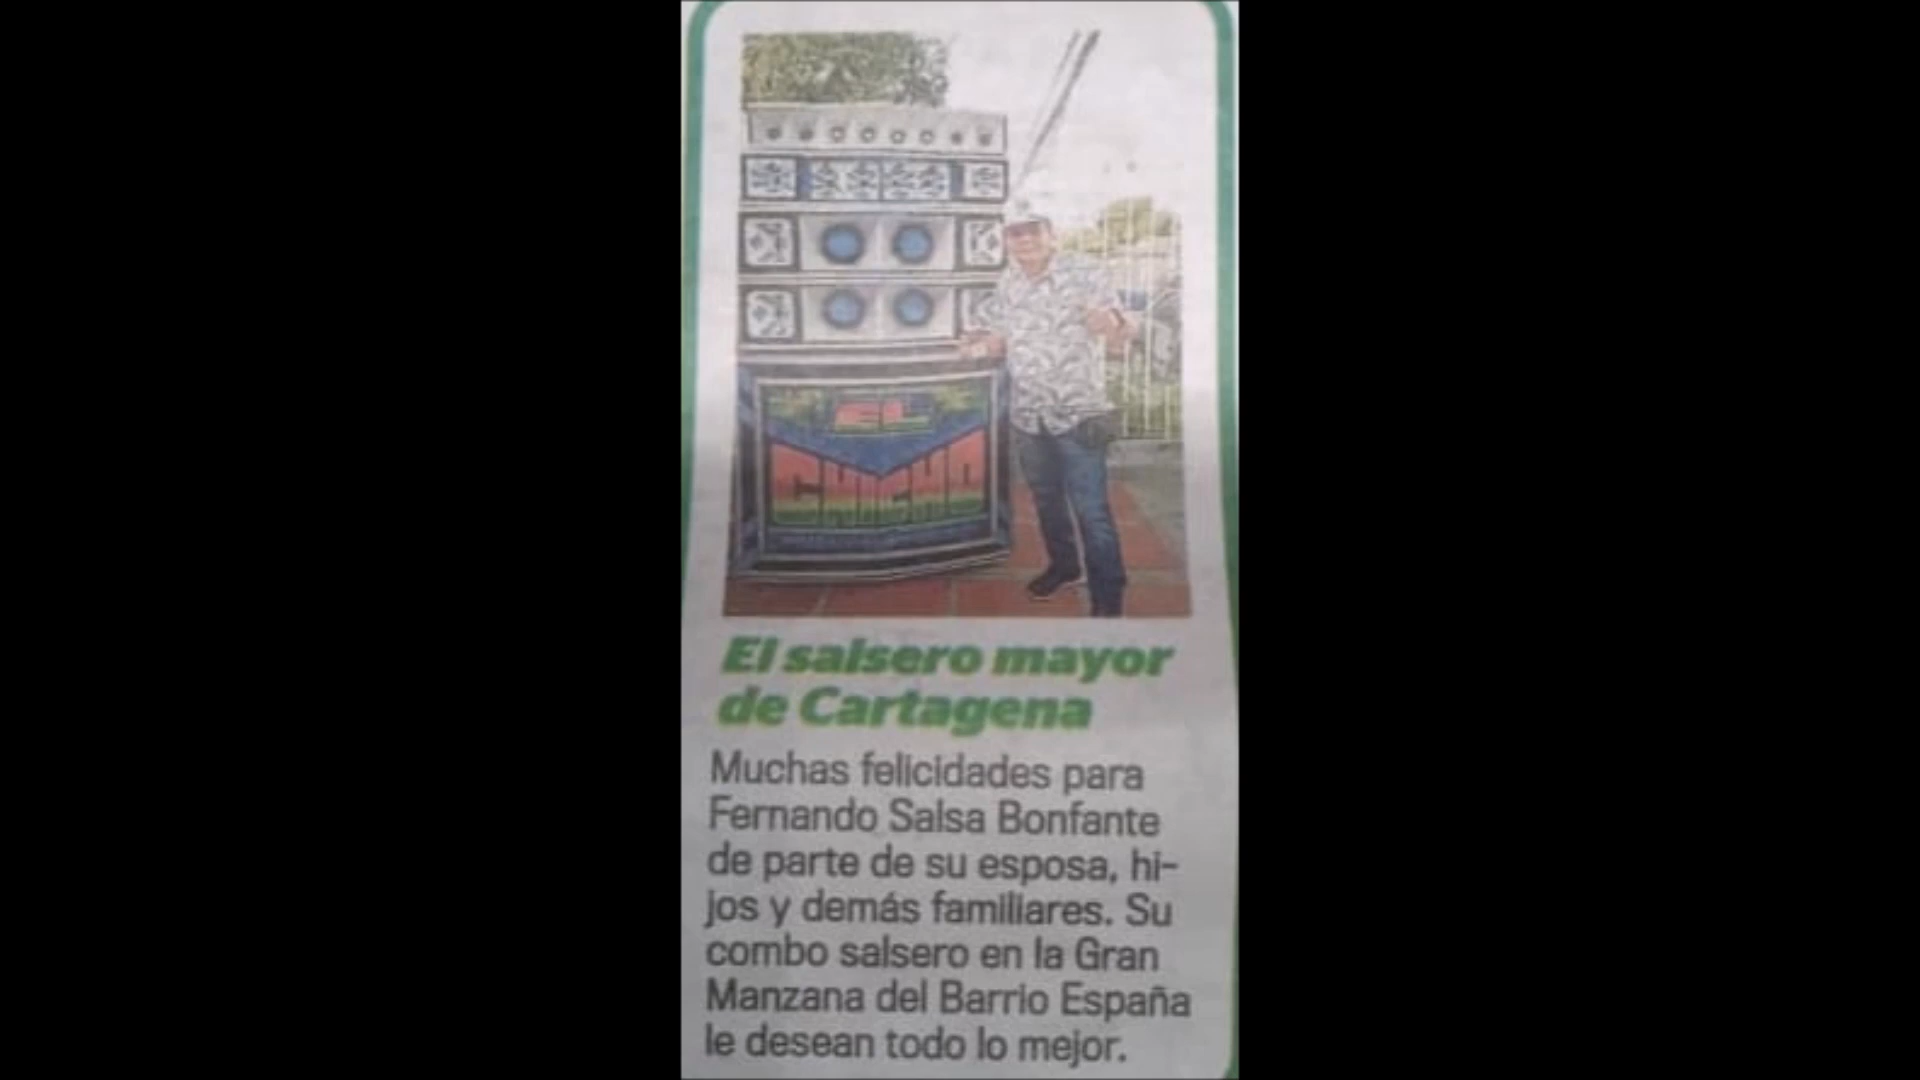 EL
CHICHO
El salsero mayor
de Cartagena
Muchas felicidades para
Fernando Salsa Bonfante
de parte de su esposa, hi-
jos y demás familiares. Su
combo salsero en la Gran
Manzana del Barrio España
le desean todo lo mejor.